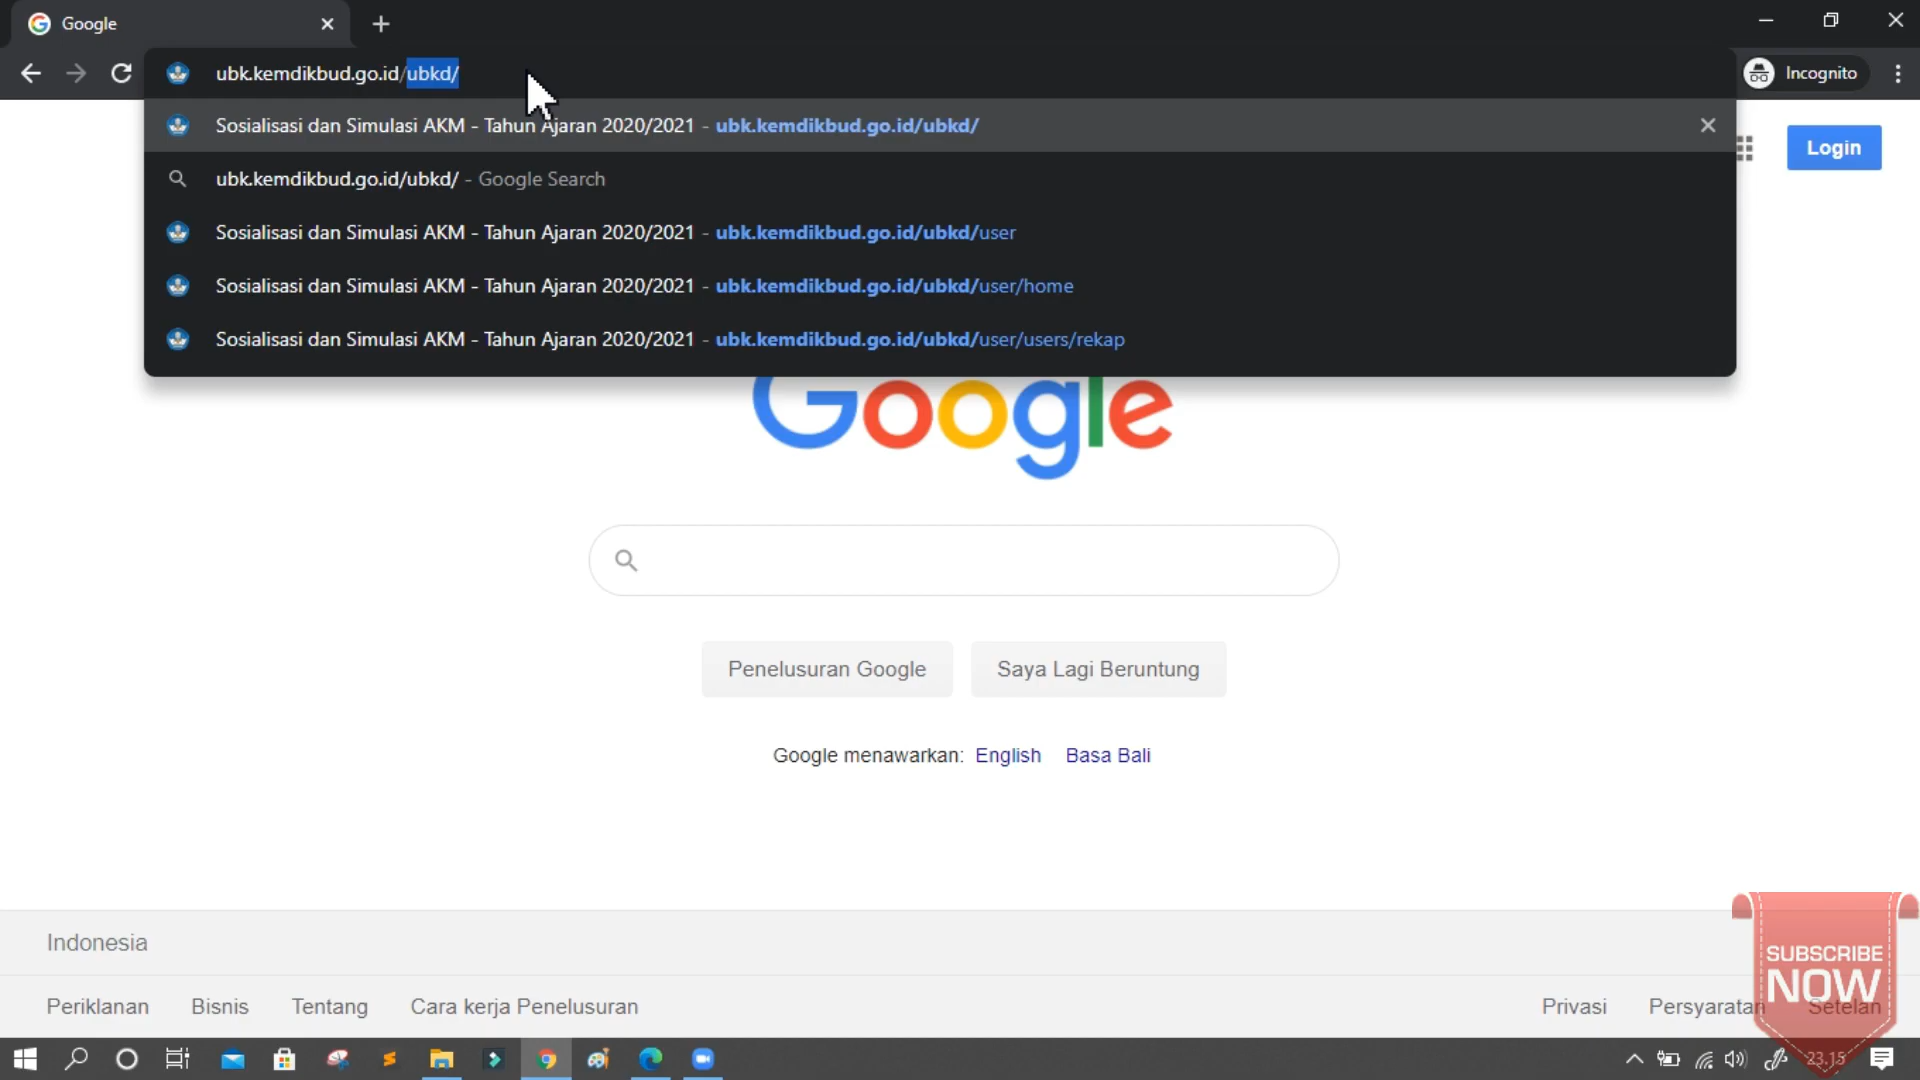 Google
ubk.kemdikbud.go.id/ubkd/
Incognito
Sosialisasi dan Simulasi AKM - Tahun Ajaran 2020/2021 - ubk.kemdikbud.go.id/ubkd/
Login
ubk.kemdikbud.go.id/ubkd/ - Google Search
Sosialisasi dan Simulasi AKM - Tahun Ajaran 2020/2021 - ubk.kemdikbud.go.id/ubkd/user
Sosialisasi dan Simulasi AKM - Tahun Ajaran 2020/2021 - ubk.kemdikbud.go.id/ubkd/user/home
Sosialisasi dan Simulasi AKM - Tahun Ajaran 2020/2021 - ubk.kemdikbud.go.id/ubkd/user/users/rekap
Google
Penelusuran Google Saya Lagi Beruntung
Google menawarkan: English Basa Bali
Indonesia
SUBSCRIBE
NOW
Periklanan Bisnis Tentang Cara kerja Penelusuran Privasi Persyaratan Setelan
23.15